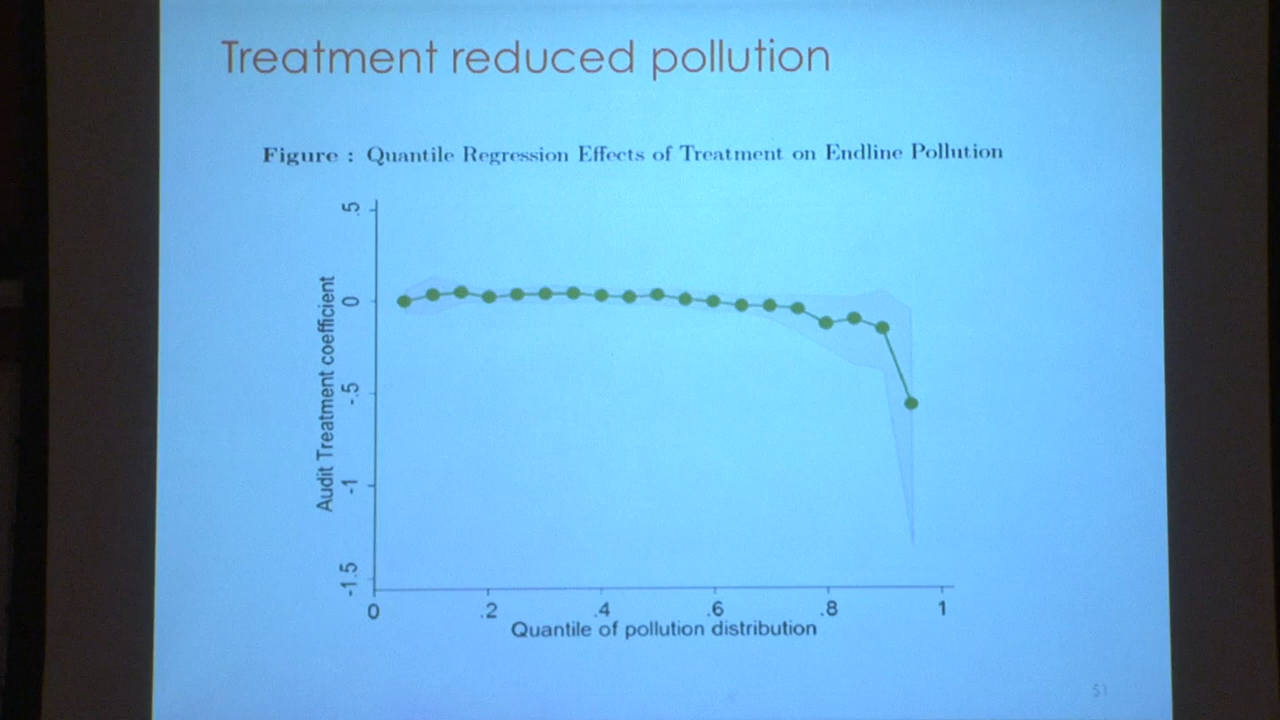 Treatment reduced pollution
Figure : Quantile Regression Effects of Treatment on Endline Pollution
.5
0
-.5
-1
-1.5
Audit Treatment coefficient
0 .2 .4 .6 .8 1
Quantile of pollution distribution
51